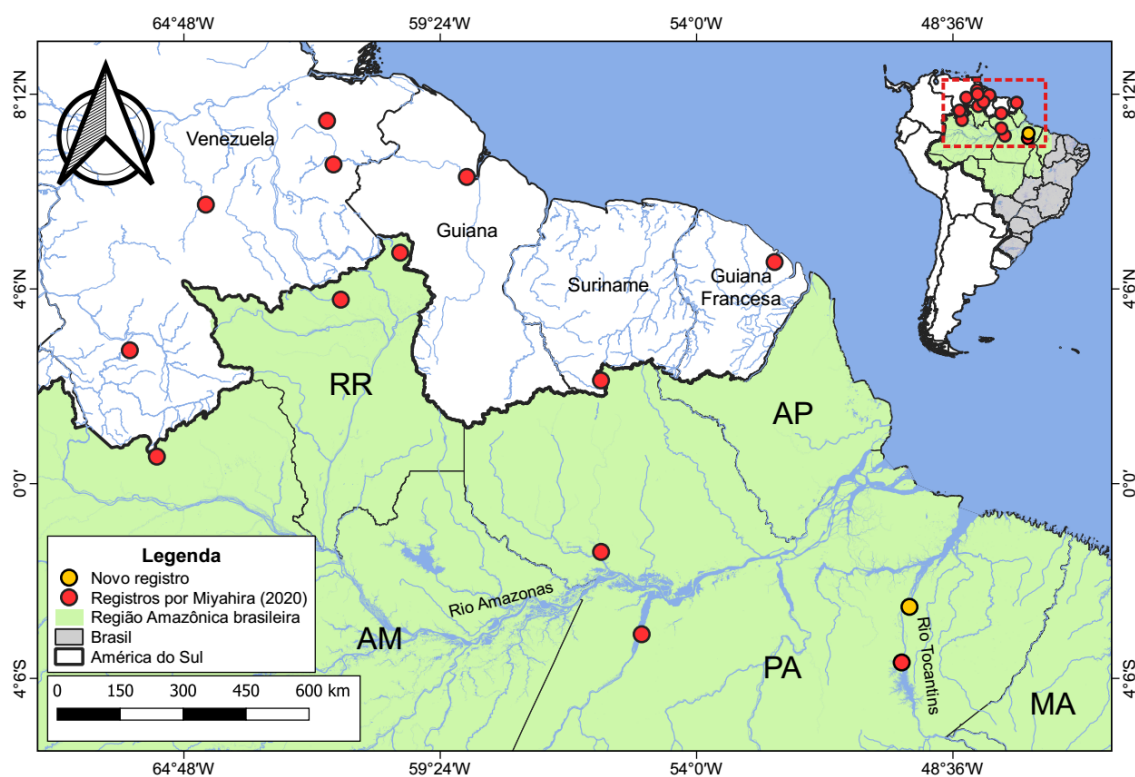 64°48'W
59°24'W
54°0'W
48°36'W
8°12'N
8°12'N
Venezuela
Guiana
Suriname
Guiana
Francesa
4°6'N
4°6'N
RR
AP
0°0'
0°0'
Legenda
Novo registro
Registros por Miyahira (2020)
Região Amazônica brasileira
Brasil
América do Sul
Rio Amazonas
AM
PA
Rio Tocantins
MA
4°6'S
4°6'S
0 150 300 450 600 km
64°48'W
59°24'W
54°0'W
48°36'W